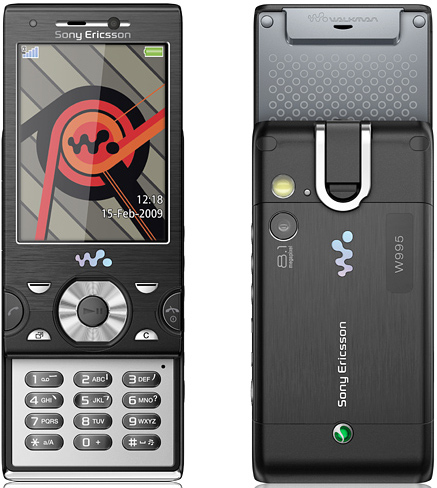 Sony Ericsson
12:18
15-Feb-2009
C
1
2 ABC
3 DEF
4 GHI
5 JKL
6 MNO?
7 PQRS
8 TUV
9 WXYZ
* a/A
0 +
#
WALKMAN
8.1
megapixel
W995
Sony Ericsson